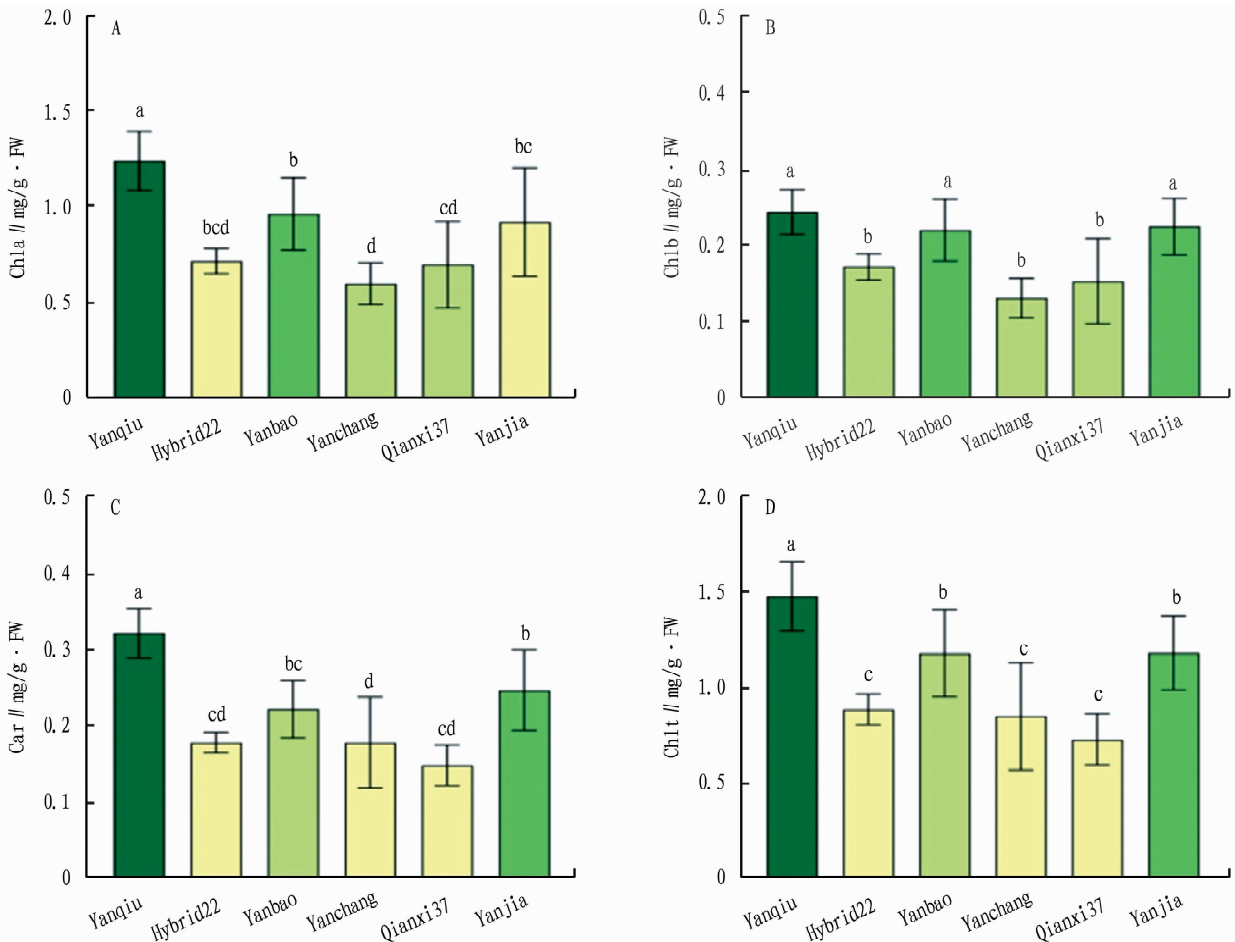 A
2.0
1.5
1.0
0.5
0
Chla // mg/g · FW
a
bcd
b
d
cd
bc
Yanqiu
Hybrid22
Yanbao
Yanchang
Qianxi37
Yanjia
B
0.5
0.4
0.3
0.2
0.1
0
Chlb // mg/g · FW
a
b
a
b
b
a
Yanqiu
Hybrid22
Yanbao
Yanchang
Qianxi37
Yanjia
C
0.5
0.4
0.3
0.2
0.1
0
Car // mg/g · FW
a
cd
bc
d
cd
b
Yanqiu
Hybrid22
Yanbao
Yanchang
Qianxi37
Yanjia
D
2.0
1.5
1.0
0.5
0
Chlt // mg/g · FW
a
c
b
c
c
b
Yanqiu
Hybrid22
Yanbao
Yanchang
Qianxi37
Yanjia